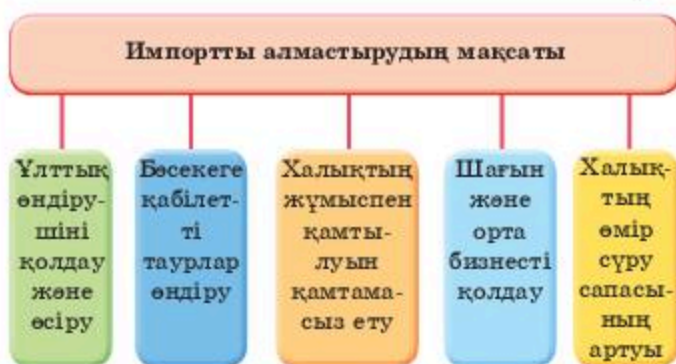 Импортты алмастырудың мақсаты
Ұлттық
өндіру-
шіні
қолдау
және
өсіру
Бәсекеге
қабілет-
ті
таурлар
өндіру
Халықтың
жұмыспен
қамты-
луын
қамтама-
сыз ету
Шағын
және
орта
бизнесті
қолдау
Халық-
тың
өмір
сүру
сапасы-
ның
артуы